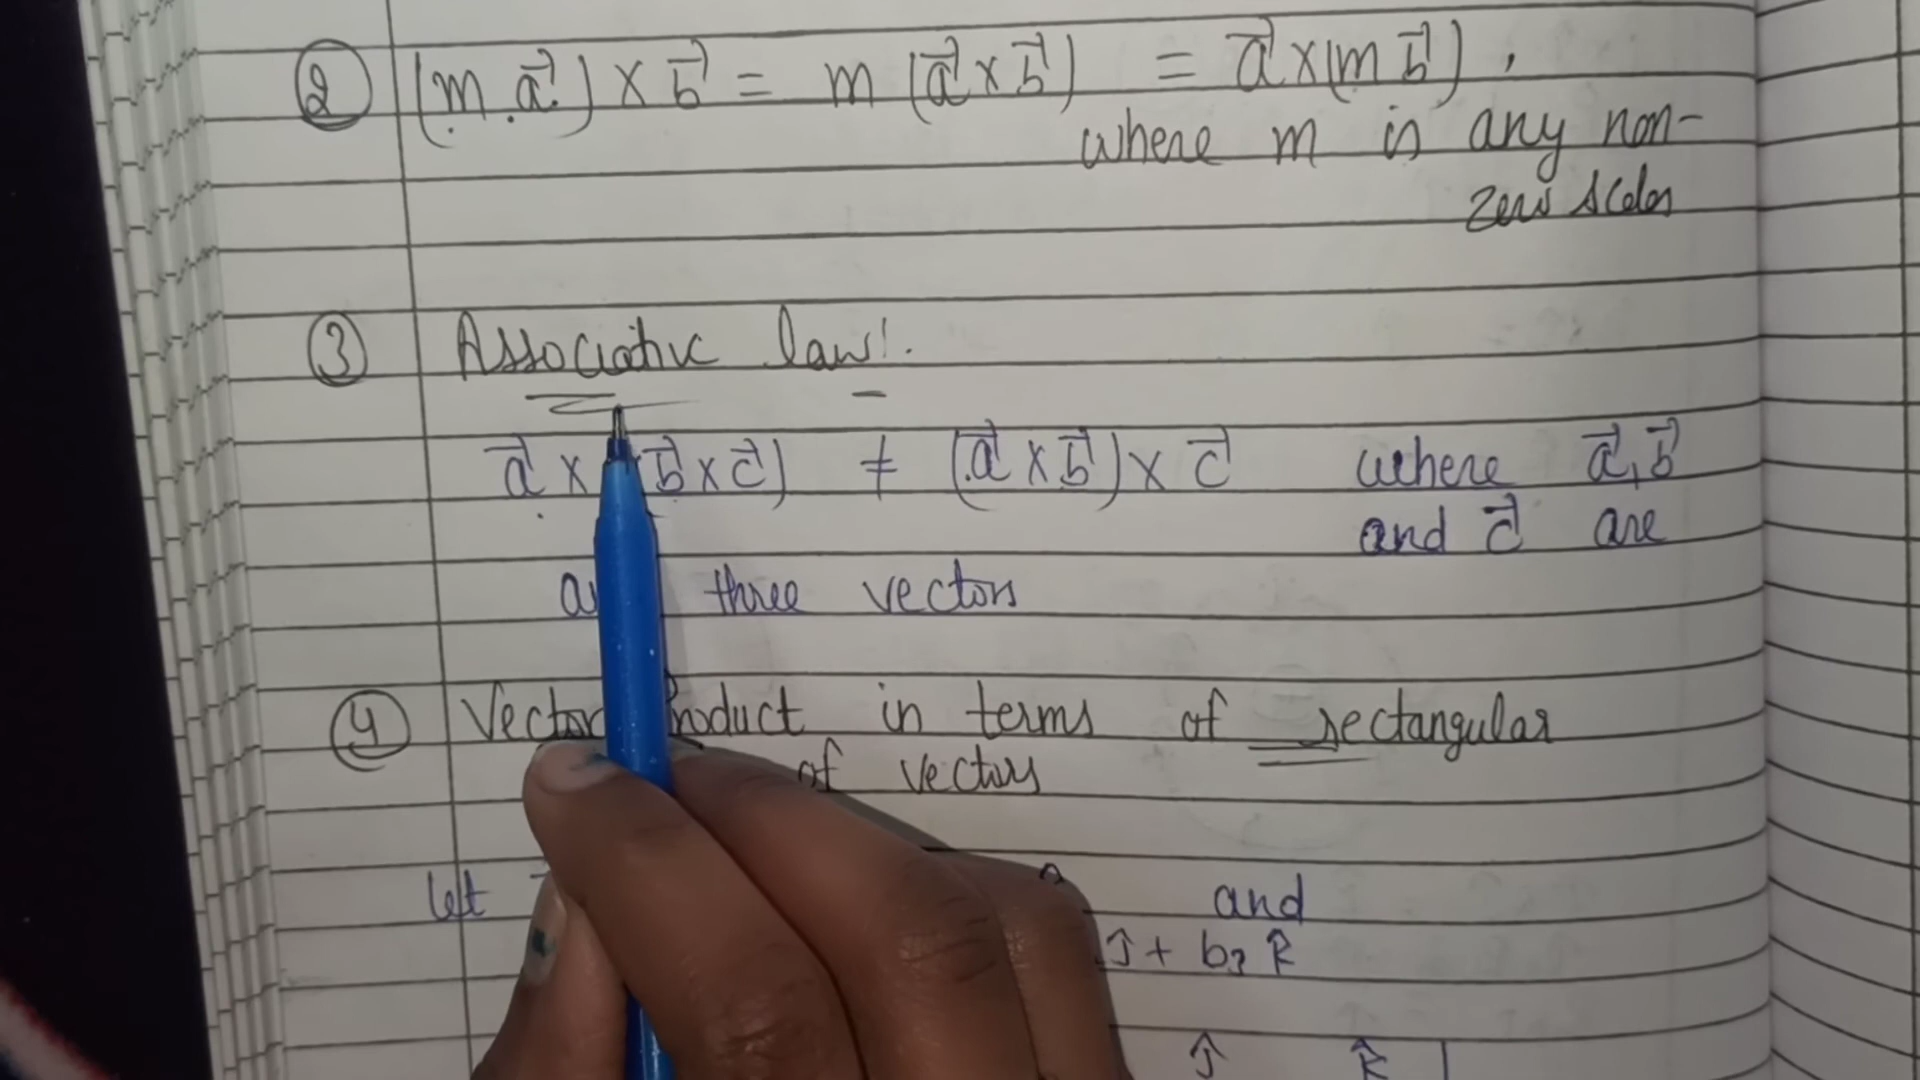 ② (m a⃗) × b⃗ = m (a⃗ × b⃗) = a⃗ × (m b⃗),
where m is any non-
zero scalar
③ Associative law:
a⃗ × (b⃗ × c⃗) ≠ (a⃗ × b⃗) × c⃗ where a⃗, b⃗
and c⃗ are
three vectors
④ Vector Product in terms of rectangular
of vectors
let and
ĵ + b₃ k̂
ĵ k̂